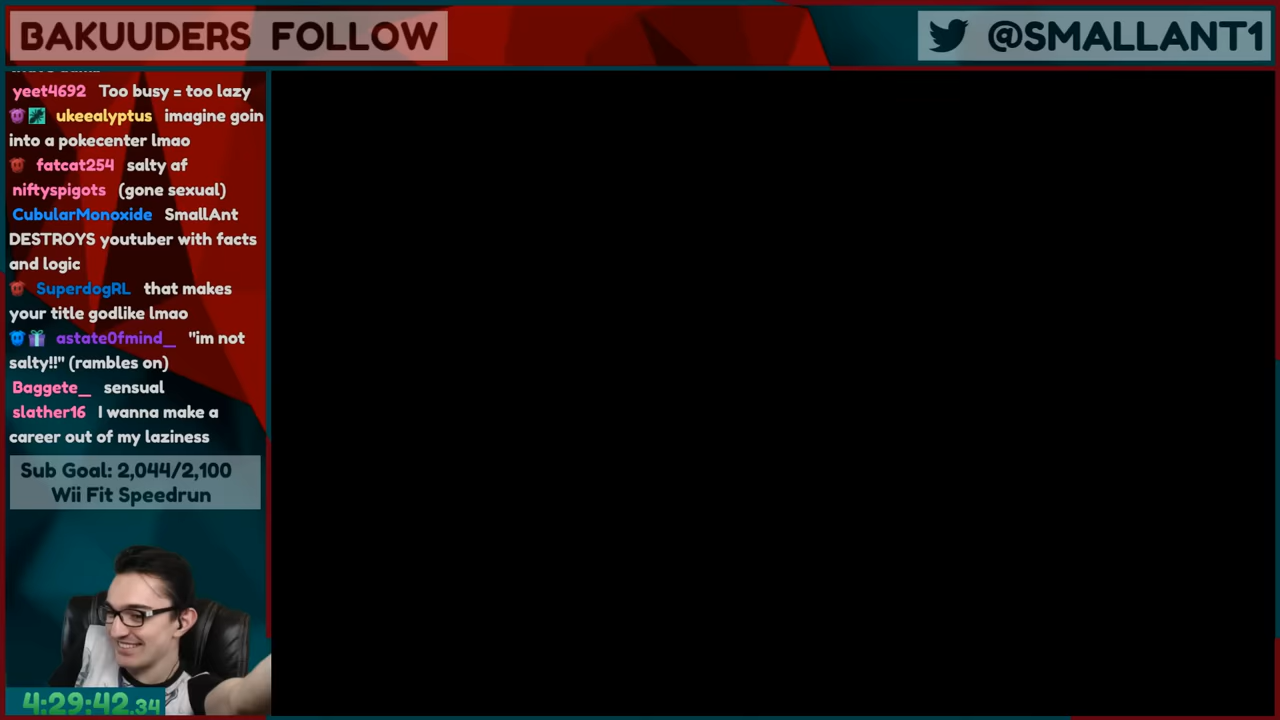 BAKUUDERS FOLLOW
@SMALLANT1
yeet4692 Too busy = too lazy
ukeealyptus imagine goin
into a pokecenter lmao
fatcat254 salty af
niftyspigots (gone sexual)
CubularMonoxide SmallAnt
DESTROYS youtuber with facts
and logic
SuperdogRL that makes
your title godlike lmao
astate0fmind_ "im not
salty!!" (rambles on)
Baggete_ sensual
slather16 I wanna make a
career out of my laziness
Sub Goal: 2,044/2,100
Wii Fit Speedrun
4:29:42.34